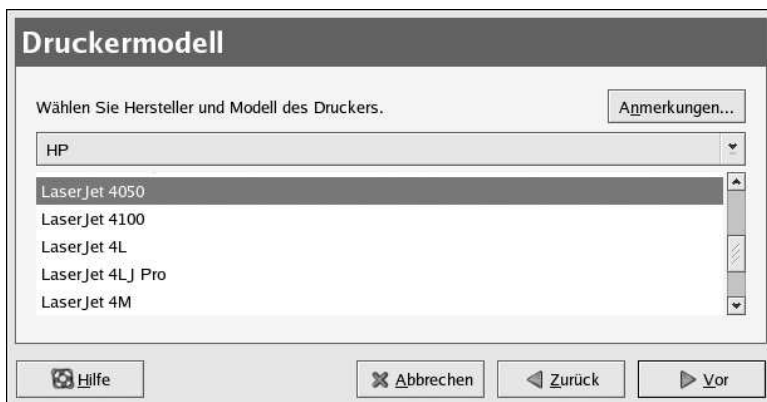 Druckermodell
Wählen Sie Hersteller und Modell des Druckers.
Anmerkungen...
HP
LaserJet 4050
LaserJet 4100
LaserJet 4L
LaserJet 4LJ Pro
LaserJet 4M
Hilfe
Abbrechen
Zurück
Vor